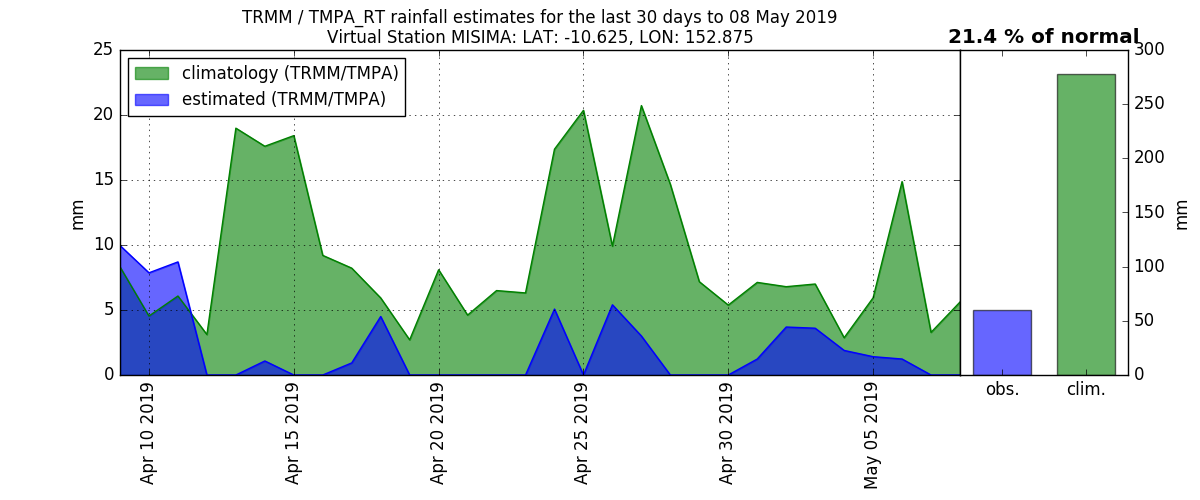 TRMM / TMPA_RT rainfall estimates for the last 30 days to 08 May 2019
Virtual Station MISIMA: LAT: -10.625, LON: 152.875
21.4 % of normal
climatology (TRMM/TMPA)
estimated (TRMM/TMPA)
25
20
15
10
5
0
mm
Apr 10 2019
Apr 15 2019
Apr 20 2019
Apr 25 2019
Apr 30 2019
May 05 2019
300
250
200
150
100
50
0
mm
obs.
clim.